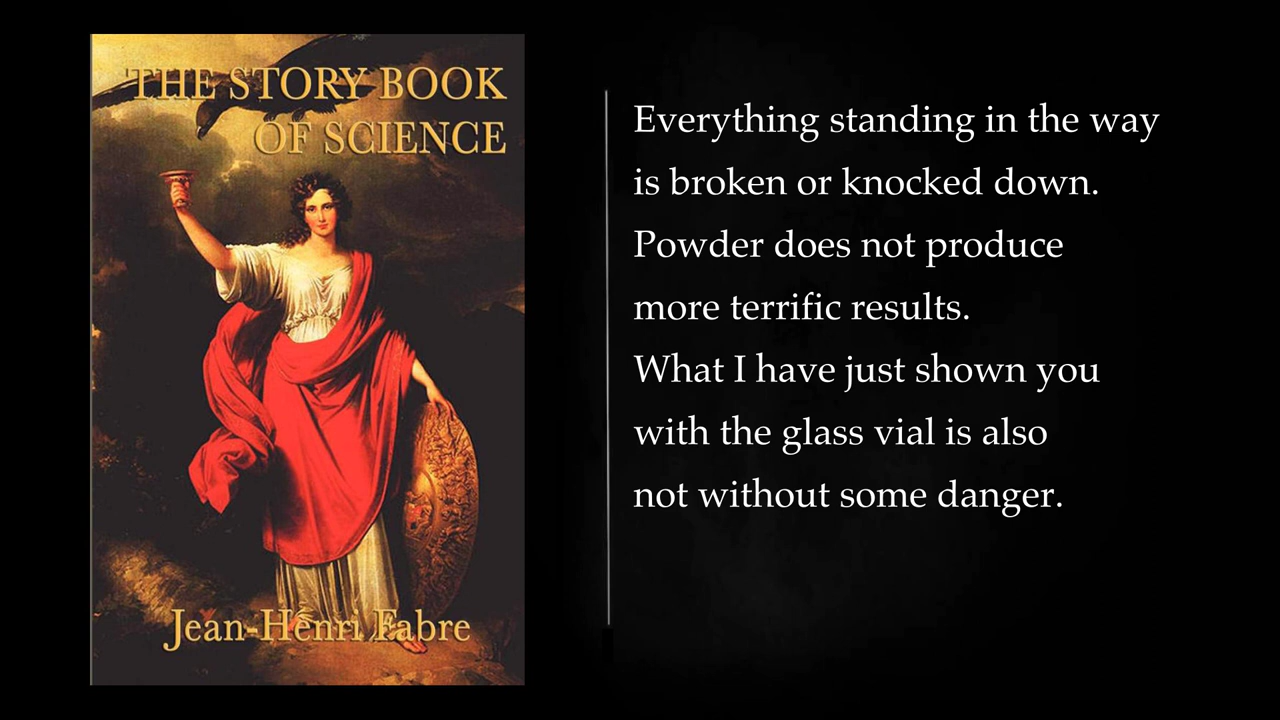 THE STORY BOOK
OF SCIENCE
Jean-Henri Fabre
Everything standing in the way
is broken or knocked down.
Powder does not produce
more terrific results.
What I have just shown you
with the glass vial is also
not without some danger.